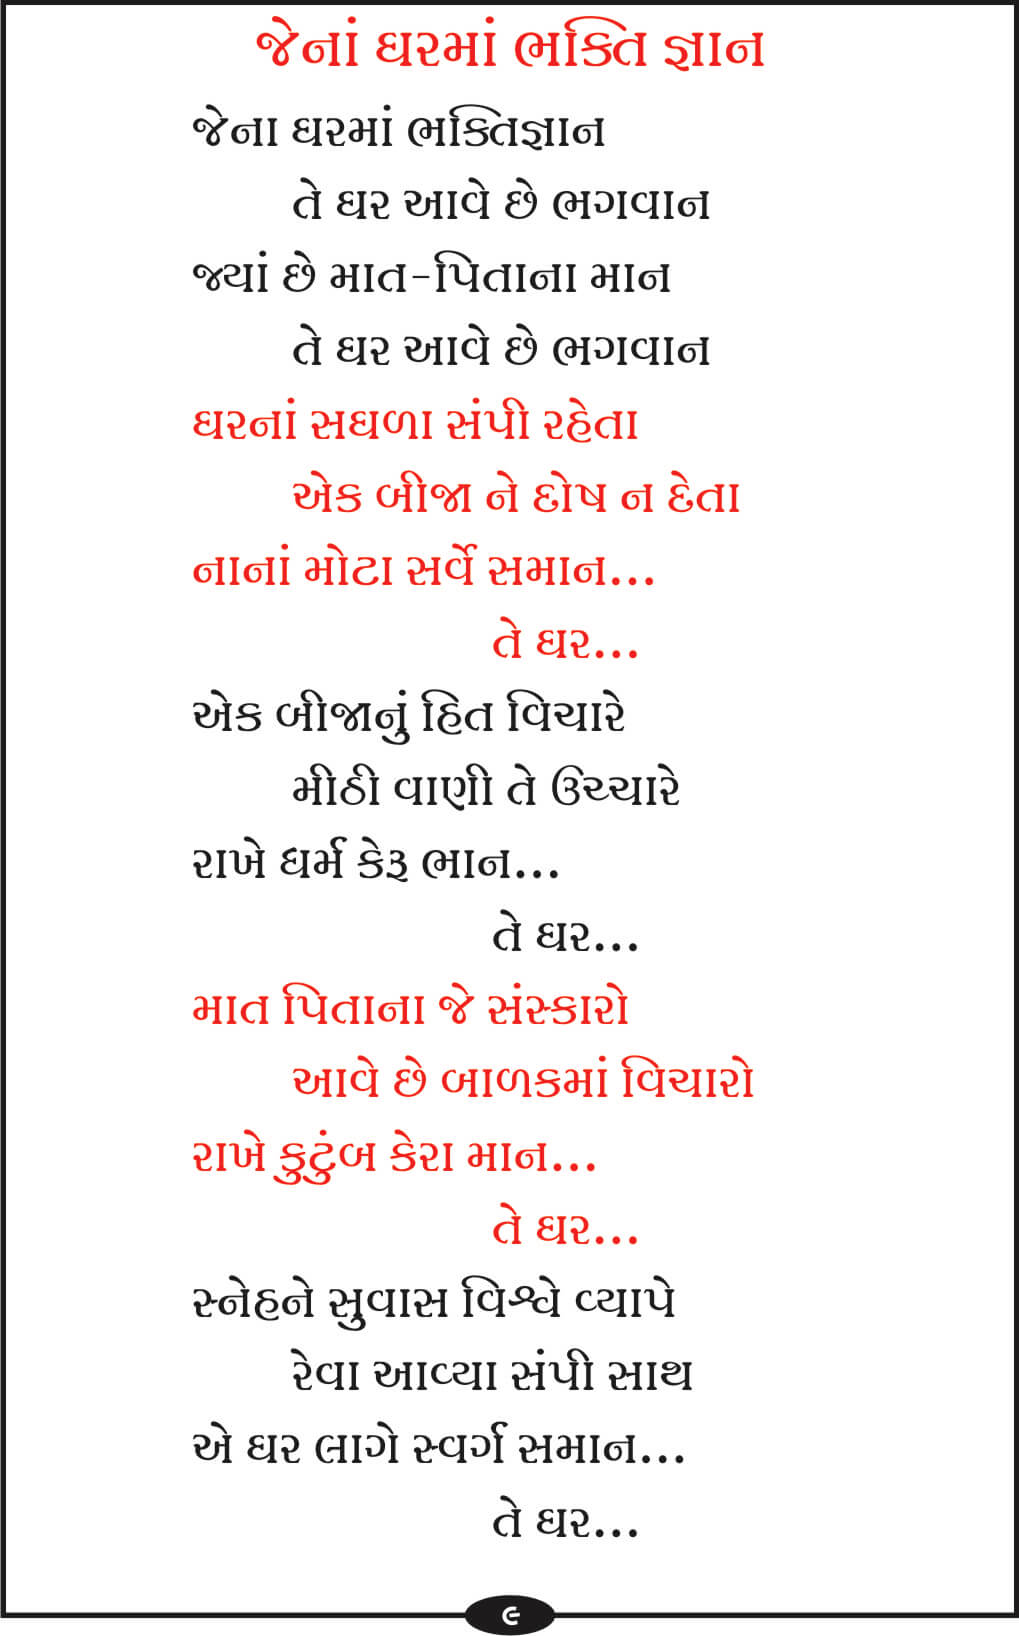 જેનાં ઘરમાં ભક્તિ જ્ઞાન
જેના ઘરમાં ભક્તિજ્ઞાન
તે ઘર આવે છે ભગવાન
જ્યાં છે માત-પિતાના માન
તે ઘર આવે છે ભગવાન
ઘરનાં સઘળા સંપી રહેતા
એક બીજા ને દોષ ન દેતા
નાનાં મોટા સર્વે સમાન...
તે ઘર...
એક બીજાનું હિત વિચારે
મીઠી વાણી તે ઉચ્ચારે
રાખે ધર્મ કેરૂ ભાન...
તે ઘર...
માત પિતાના જે સંસ્કારો
આવે છે બાળકમાં વિચારો
રાખે કુટુંબ કેરા માન...
તે ઘર...
સ્નેહને સુવાસ વિશ્વે વ્યાપે
રેવા આવ્યા સંપી સાથ
એ ઘર લાગે સ્વર્ગ સમાન...
તે ઘર...
૯